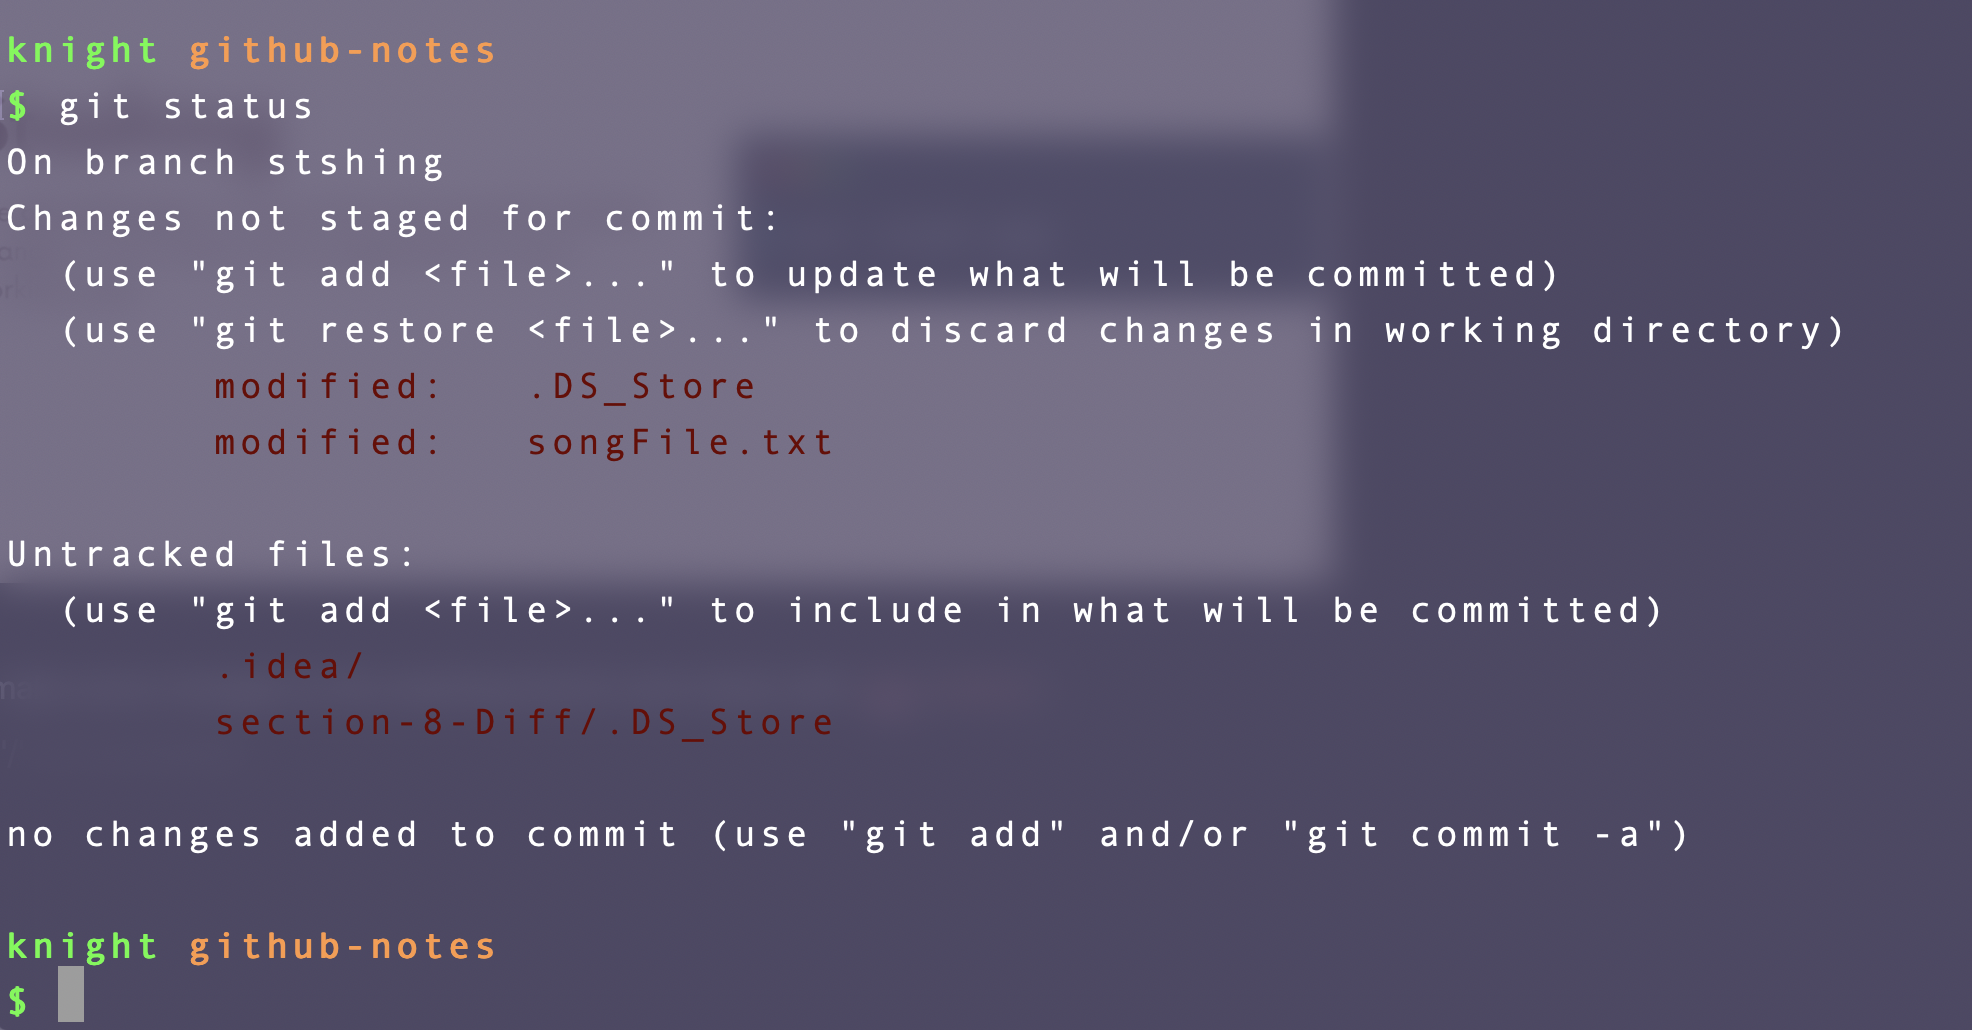 knight github-notes
$ git status
On branch stshing
Changes not staged for commit:
  (use "git add <file>..." to update what will be committed)
  (use "git restore <file>..." to discard changes in working directory)
        modified:   .DS_Store
        modified:   songFile.txt

Untracked files:
  (use "git add <file>..." to include in what will be committed)
        .idea/
        section-8-Diff/.DS_Store

no changes added to commit (use "git add" and/or "git commit -a")

knight github-notes
$